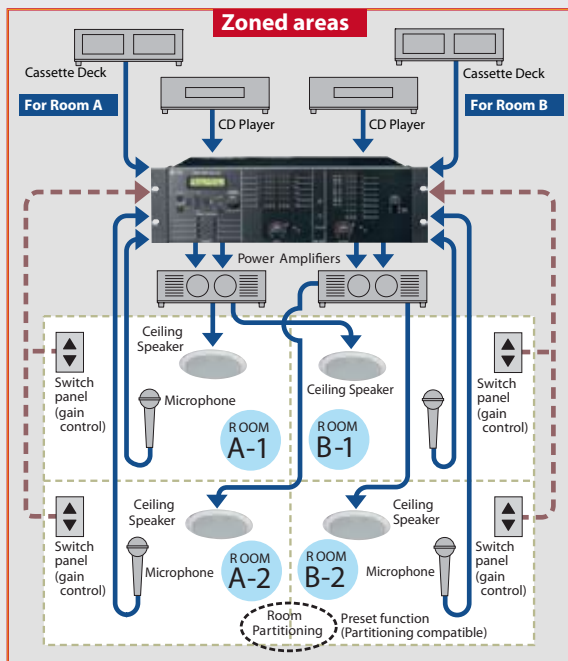 Zoned areas
Cassette Deck
Cassette Deck
For Room A
For Room B
CD Player
CD Player
Power Amplifiers
Ceiling
Speaker
Ceiling Speaker
Switch
panel
(gain
control)
Microphone
ROOM
A-1
ROOM
B-1
Switch
panel
(gain
control)
Ceiling
Speaker
Ceiling
Speaker
Switch
panel
(gain
control)
Microphone
ROOM
A-2
ROOM
B-2
Microphone
Switch
panel
(gain
control)
Room
Partitioning
Preset function
(Partitioning compatible)